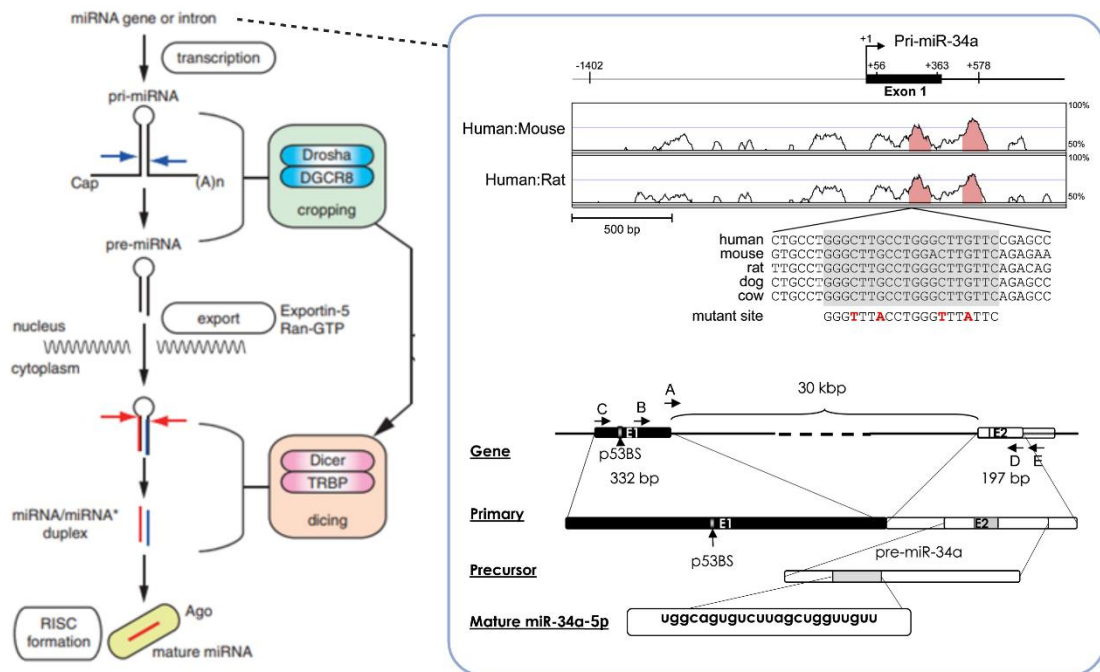 miRNA gene or intron
transcription
pri-miRNA
Cap
(A)n
Drosha
DGCR8
cropping
pre-miRNA
export
Exportin-5
Ran-GTP
nucleus
cytoplasm
Dicer
TRBP
dicing
miRNA/miRNA*
duplex
RISC
formation
Ago
mature miRNA
+1
Pri-miR-34a
-1402
+56
+363
+578
Exon 1
Human:Mouse
100%
50%
Human:Rat
100%
50%
500 bp
human CTGCCTGGGCTTGCCTGGGCTTGTTCCGAGCC
mouse GTGCCTGGGCTTGCCTGGACTTGTTCAGAGAA
rat TTGCCTGGGCTTGCCTGGGCTTGTTCAGACAG
dog CTGCCTGGGCTTGCCTGGGCTTGTTCAGAGCC
cow CTGCCTGGGCTTGCCTGGGCTTGTTCAGAGCC
mutant site GGGTTTACCTGGGTTTATTC
A
30 kbp
C
B
E1
E2
p53BS
D
E
Gene
332 bp
197 bp
Primary
E1
E2
p53BS
pre-miR-34a
Precursor
Mature miR-34a-5p
uggcagugucuuagcugguuguu